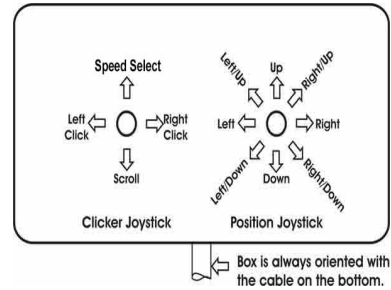 Speed Select
Left Click
Right Click
Scroll
Clicker Joystick
Left/Up
Up
Right/Up
Left
Right
Left/Down
Down
Right/Down
Position Joystick
Box is always oriented with
the cable on the bottom.